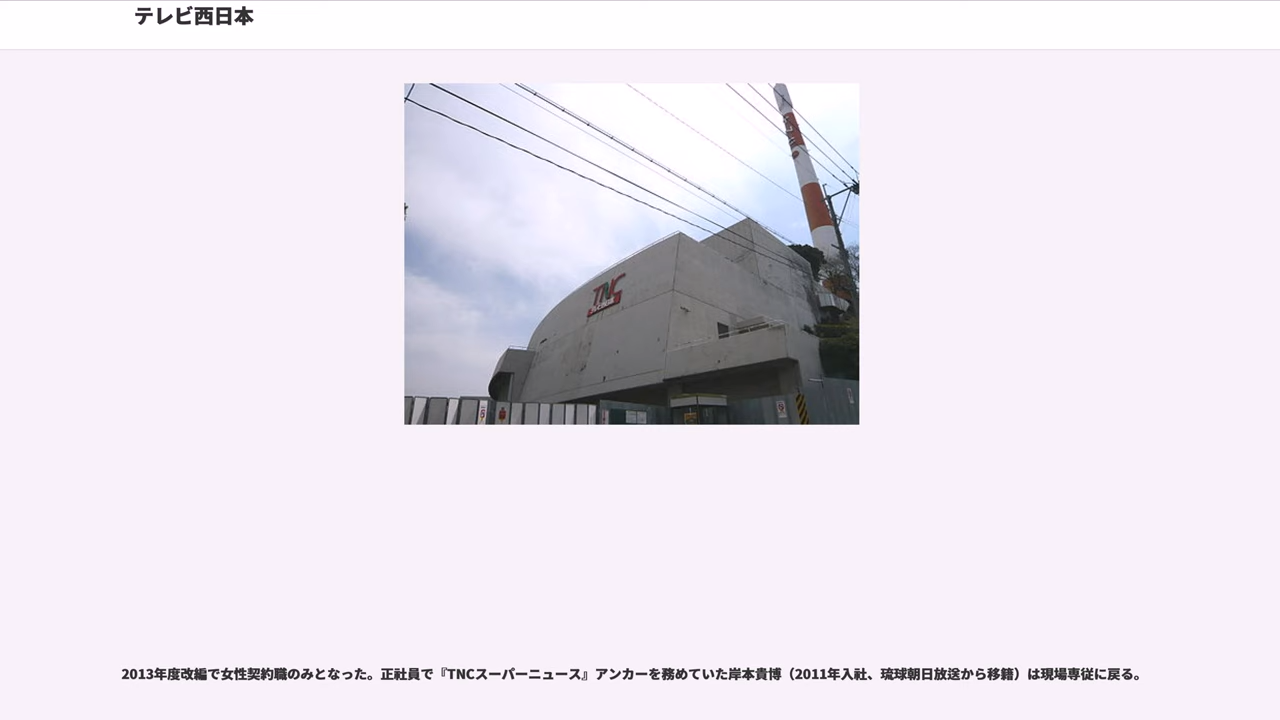 テレビ西日本
TNC
2013年度改編で女性契約職のみとなった。正社員で『TNCスーパーニュース』アンカーを務めていた岸本貴博（2011年入社、琉球朝日放送から移籍）は現場専従に戻る。